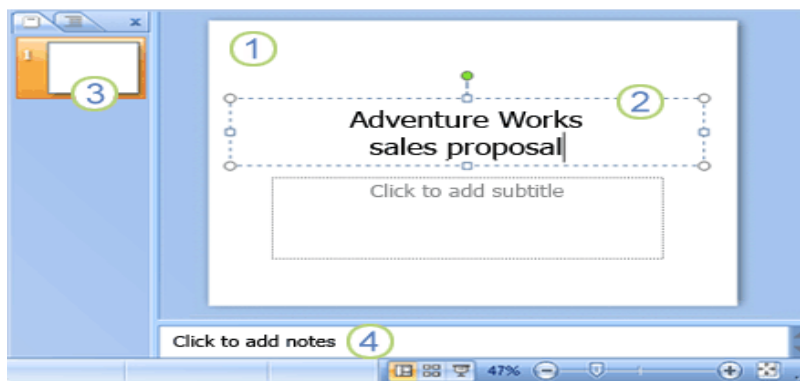 1
1
3
2
Adventure Works
sales proposal
Click to add subtitle
Click to add notes 4
47%